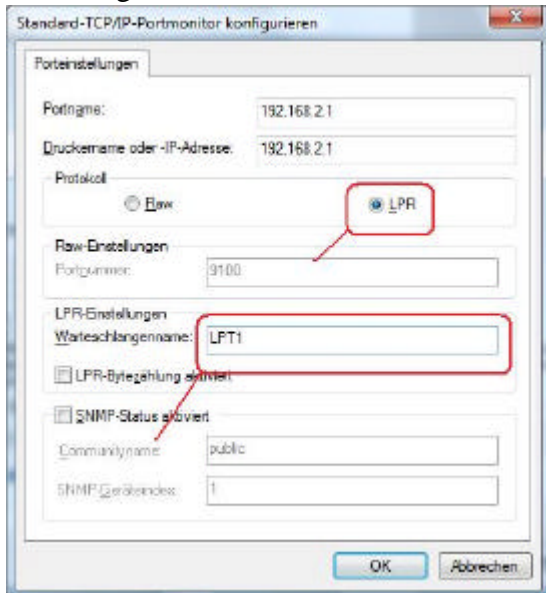 Standard-TCP/IP-Portmonitor konfigurieren
Porteinstellungen
Portname: 192.168.2.1
Druckername oder -IP-Adresse: 192.168.2.1
Protokoll
Raw LPR
Raw-Einstellungen
Portnummer: 9100
LPR-Einstellungen
Warteschlangenname: LPT1
LPR-Bytezählung aktiviert
SNMP-Status aktiviert
Communityname: public
SNMP-Geräteindex: 1
OK Abbrechen